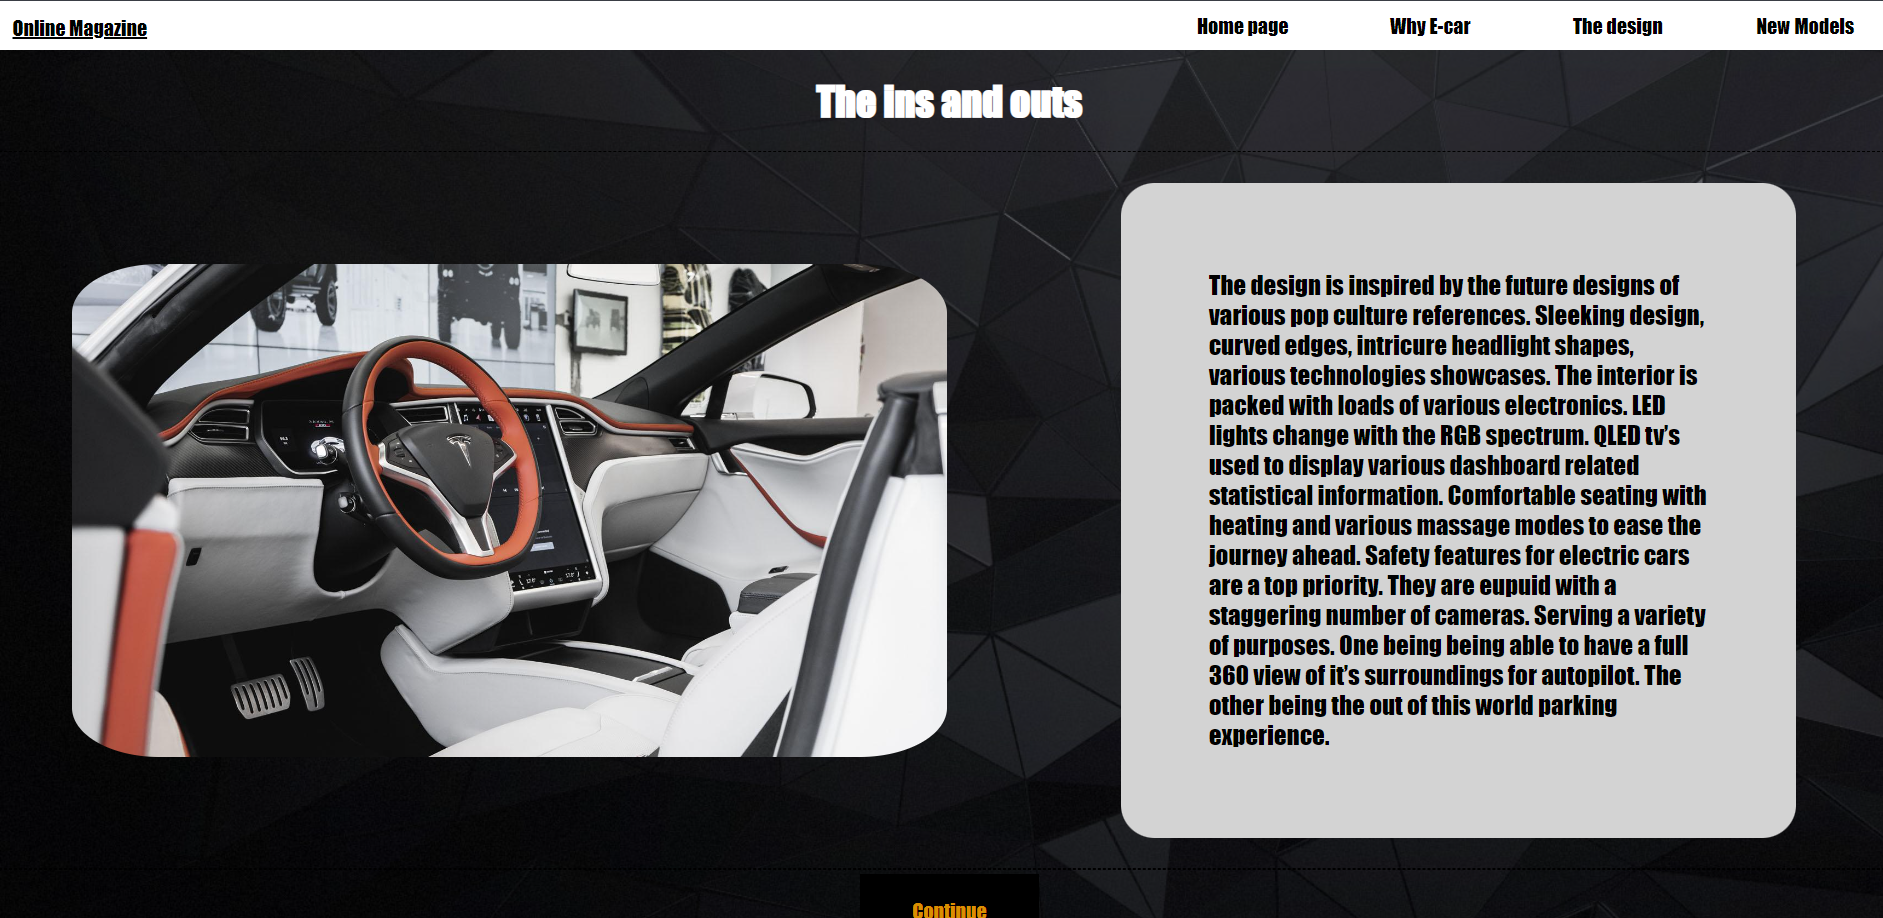 Online Magazine
Home page
Why E-car
The design
New Models
The ins and outs
The design is inspired by the future designs of
various pop culture references. Sleeking design,
curved edges, intricure headlight shapes,
various technologies showcases. The interior is
packed with loads of various electronics. LED
lights change with the RGB spectrum. QLED tv's
used to display various dashboard related
statistical information. Comfortable seating with
heating and various massage modes to ease the
journey ahead. Safety features for electric cars
are a top priority. They are eupuid with a
staggering number of cameras. Serving a variety
of purposes. One being being able to have a full
360 view of it's surroundings for autopilot. The
other being the out of this world parking
experience.
Continue